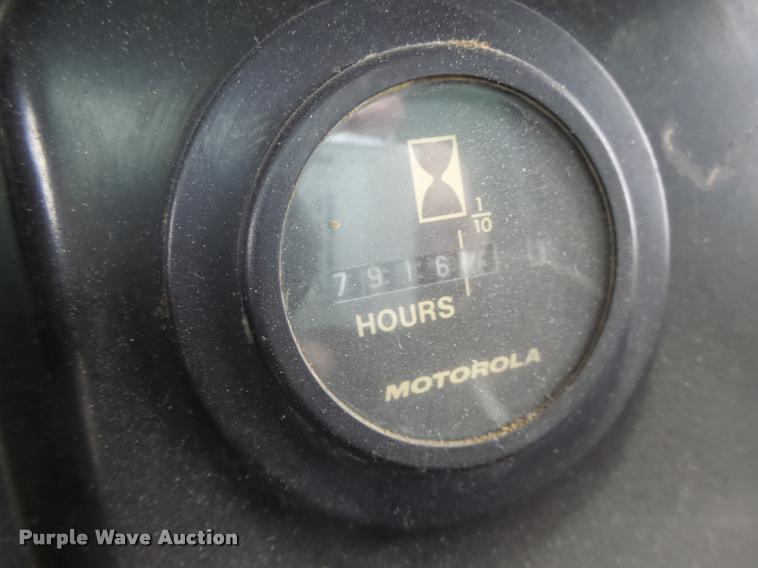 1
10
7916
HOURS
MOTOROLA
Purple Wave Auction